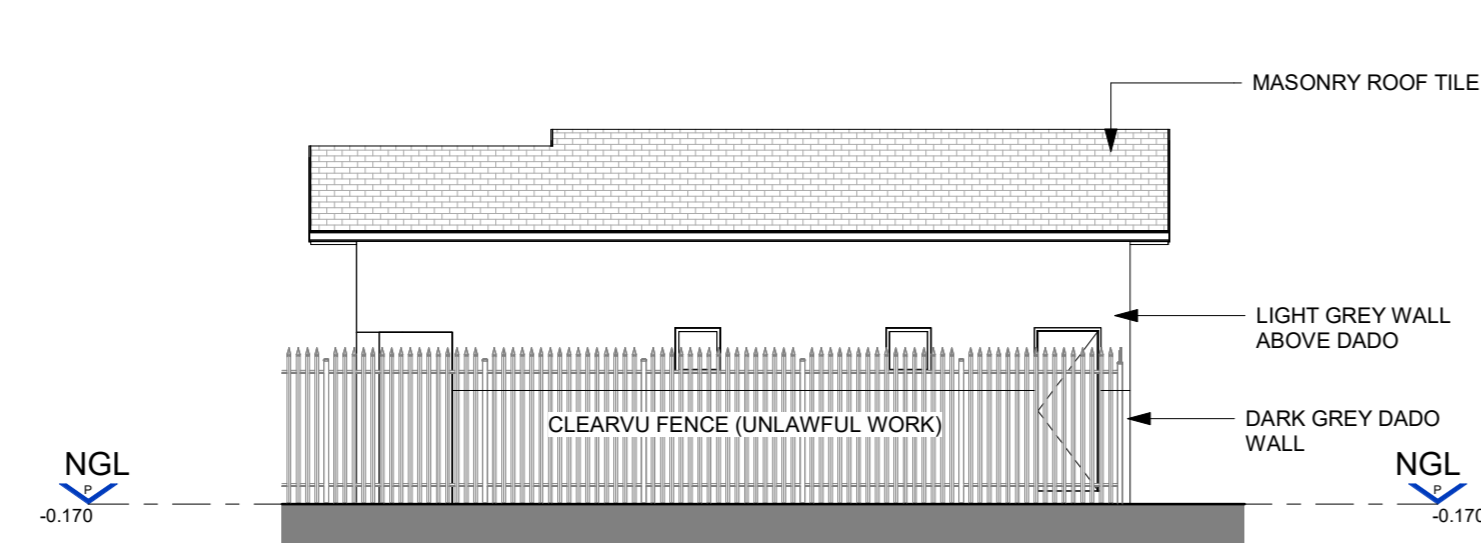 MASONRY ROOF TILE
LIGHT GREY WALL
ABOVE DADO
CLEARVU FENCE (UNLAWFUL WORK)
DARK GREY DADO
WALL
NGL
P
-0.170
NGL
P
-0.170